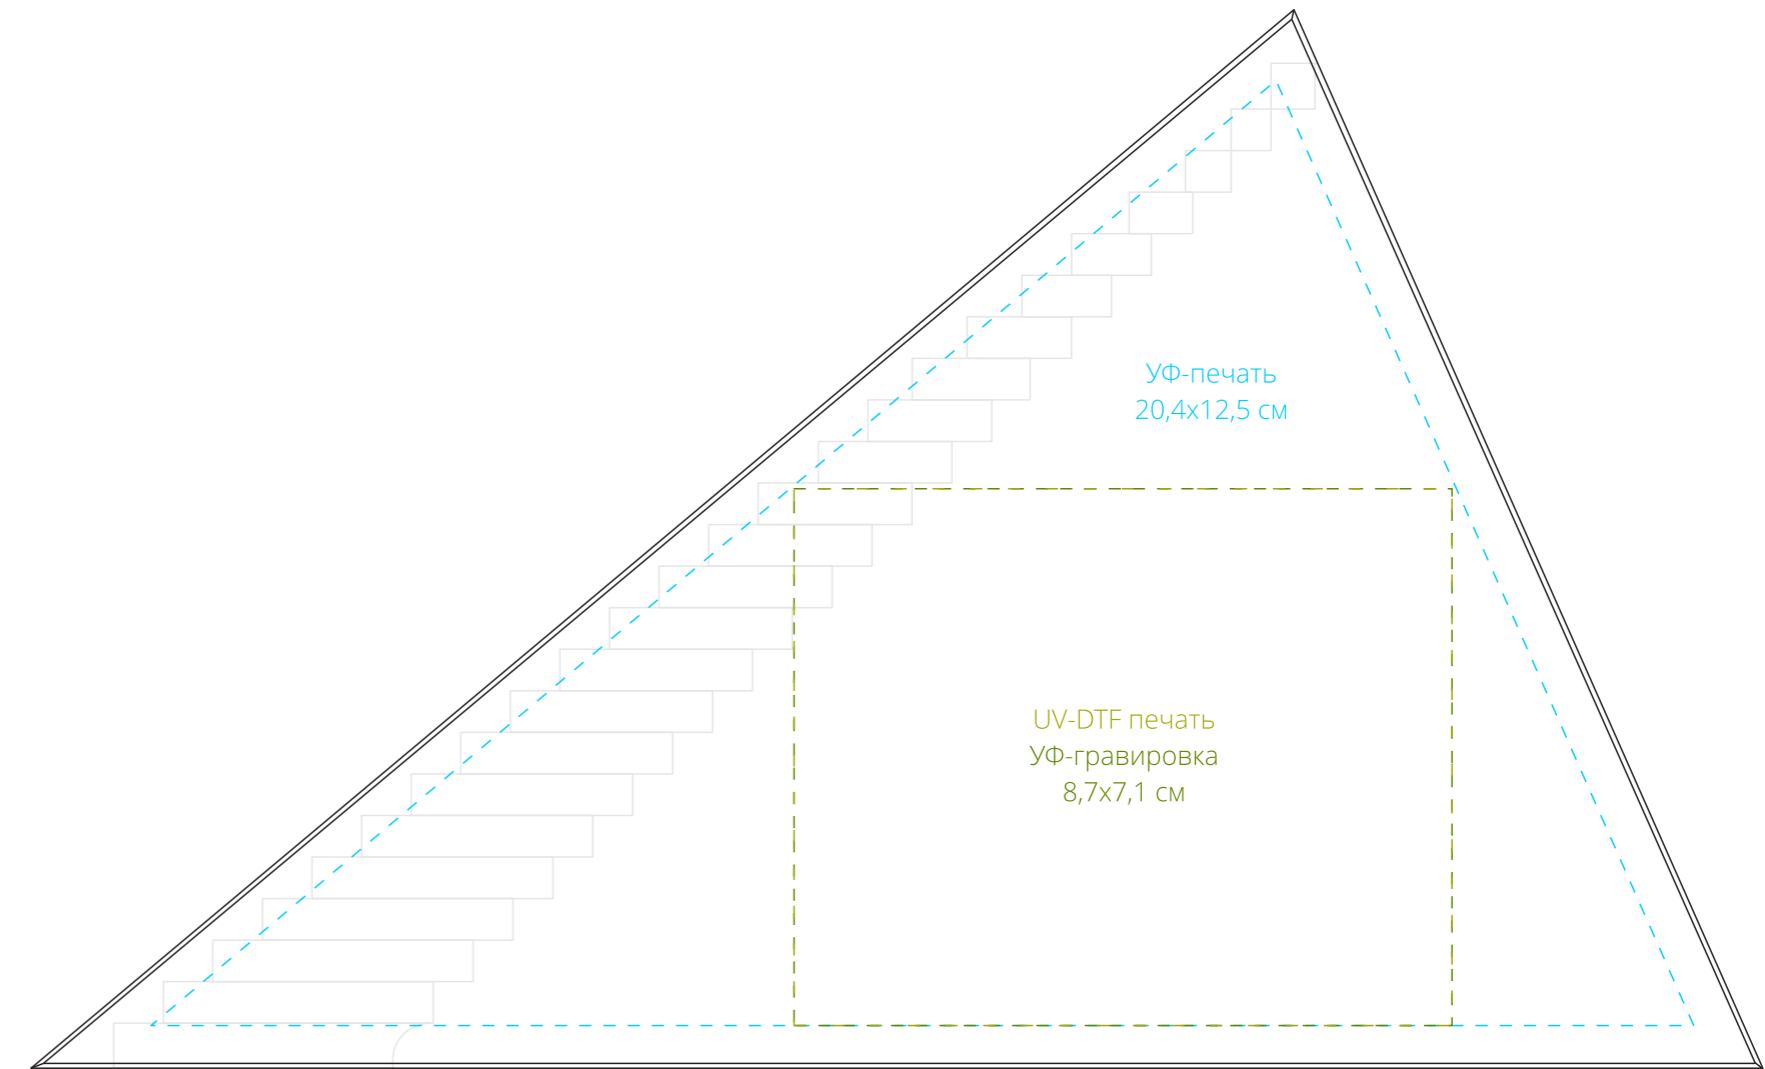 УФ-печать
20,4х12,5 см
UV-DTF печать
УФ-гравировка
8,7х7,1 см